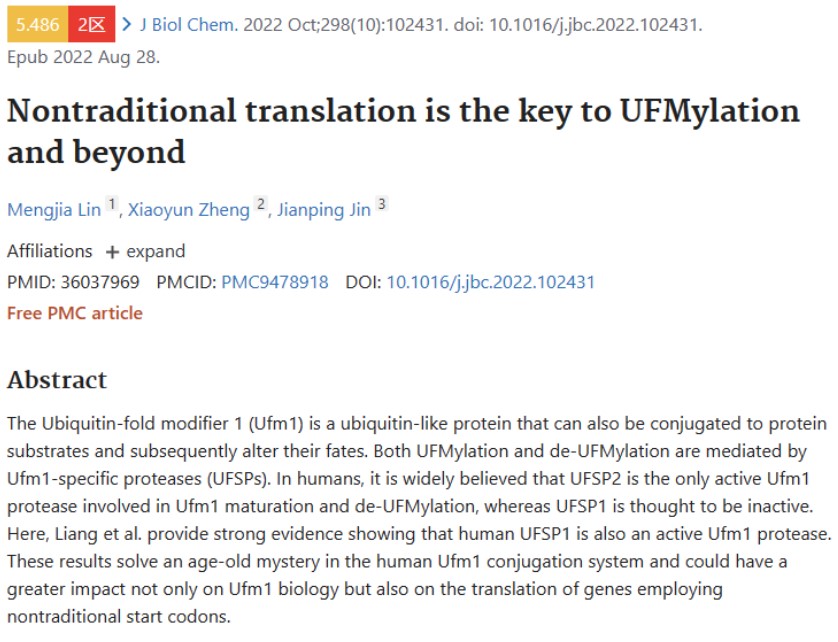 5.486 2区 > J Biol Chem. 2022 Oct;298(10):102431. doi: 10.1016/j.jbc.2022.102431.
Epub 2022 Aug 28.
Nontraditional translation is the key to UFMylation
and beyond
Mengjia Lin 1, Xiaoyun Zheng 2, Jianping Jin 3
Affiliations + expand
PMID: 36037969 PMCID: PMC9478918 DOI: 10.1016/j.jbc.2022.102431
Free PMC article
Abstract
The Ubiquitin-fold modifier 1 (Ufm1) is a ubiquitin-like protein that can also be conjugated to protein
substrates and subsequently alter their fates. Both UFMylation and de-UFMylation are mediated by
Ufm1-specific proteases (UFSPs). In humans, it is widely believed that UFSP2 is the only active Ufm1
protease involved in Ufm1 maturation and de-UFMylation, whereas UFSP1 is thought to be inactive.
Here, Liang et al. provide strong evidence showing that human UFSP1 is also an active Ufm1 protease.
These results solve an age-old mystery in the human Ufm1 conjugation system and could have a
greater impact not only on Ufm1 biology but also on the translation of genes employing
nontraditional start codons.